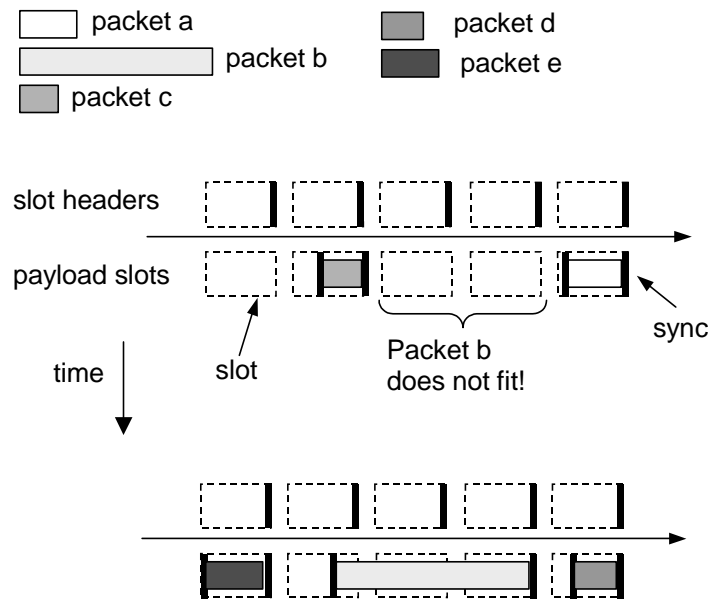 packet a
packet d
packet b
packet e
packet c
slot headers
payload slots
sync
slot
Packet b
does not fit!
time